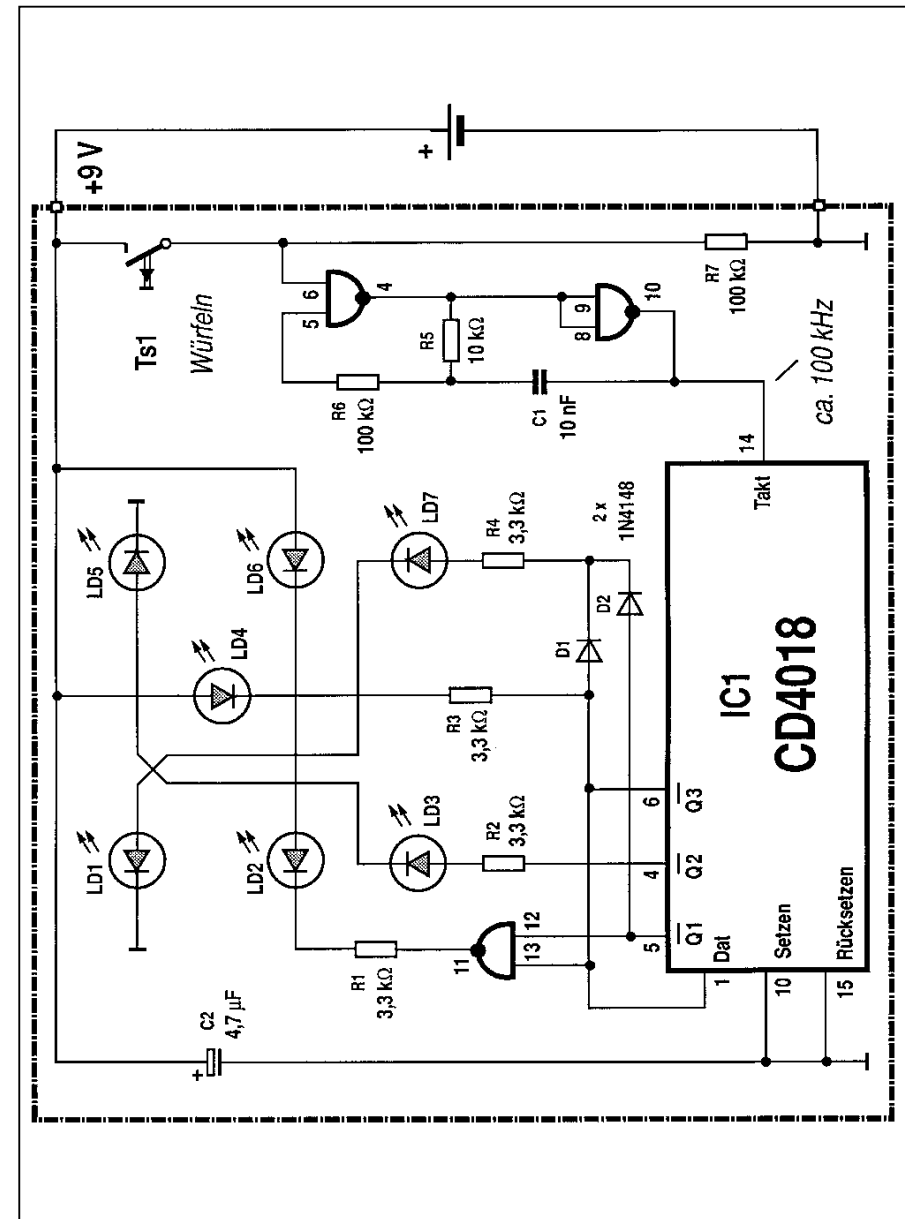 +9 V
+
Ts1
Würfeln
+
C2
4,7 µF
LD1
LD5
LD2
LD6
LD4
LD3
LD7
5
6
4
R6
100 kΩ
R5
10 kΩ
C1
10 nF
8
9
10
R7
100 kΩ
ca. 100 kHz
R1
3,3 kΩ
R2
3,3 kΩ
R3
3,3 kΩ
R4
3,3 kΩ
11
13
12
D1
D2
2 x
1N4148
1
5
4
6
14
Dat
Q1
Q2
Q3
Takt
10
Setzen
15
Rücksetzen
IC1
CD4018